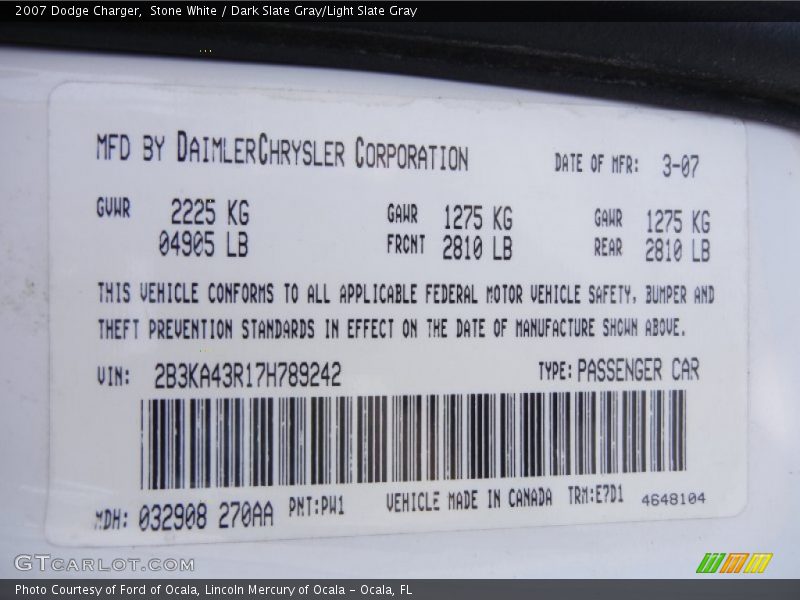 2007 Dodge Charger,  Stone White / Dark Slate Gray/Light Slate Gray
MFD BY DAIMLERCHRYSLER CORPORATION DATE OF MFR: 3-07
GVWR 2225 KG GAWR 1275 KG GAWR 1275 KG
04905 LB FRONT 2810 LB REAR 2810 LB
THIS VEHICLE CONFORMS TO ALL APPLICABLE FEDERAL MOTOR VEHICLE SAFETY, BUMPER AND
THEFT PREVENTION STANDARDS IN EFFECT ON THE DATE OF MANUFACTURE SHOWN ABOVE.
VIN: 2B3KA43R17H789242 TYPE: PASSENGER CAR
MDH: 032908 270AA PNT:PW1 VEHICLE MADE IN CANADA TRM:E7D1 4648104
GTCARLOT.COM
Photo Courtesy of Ford of Ocala, Lincoln Mercury of Ocala - Ocala, FL